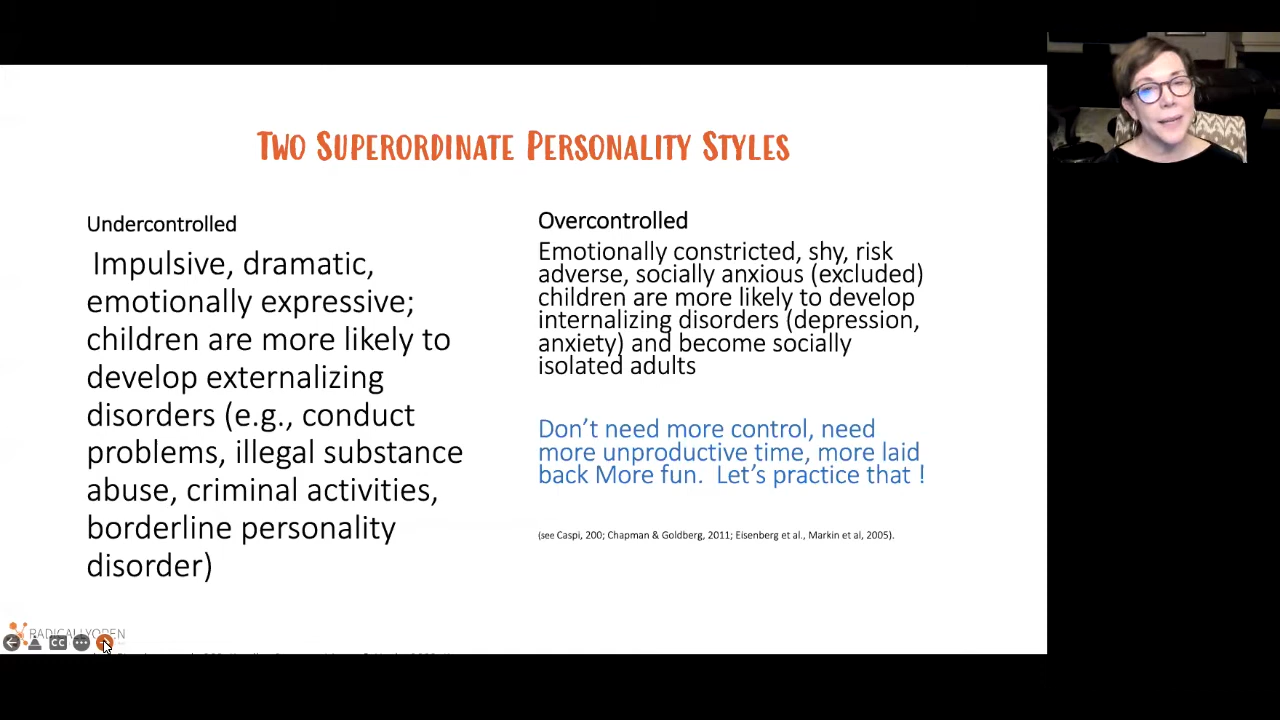 Two Superordinate Personality Styles
Undercontrolled
Impulsive, dramatic,
emotionally expressive;
children are more likely to
develop externalizing
disorders (e.g., conduct
problems, illegal substance
abuse, criminal activities,
borderline personality
disorder)
Overcontrolled
Emotionally constricted, shy, risk
adverse, socially anxious (excluded)
children are more likely to develop
internalizing disorders (depression,
anxiety) and become socially
isolated adults
Don't need more control, need
more unproductive time, more laid
back More fun.  Let's practice that !
(see Caspi, 200; Chapman & Goldberg, 2011; Eisenberg et al., Markin et al, 2005).
RADICALLYOPEN
CC